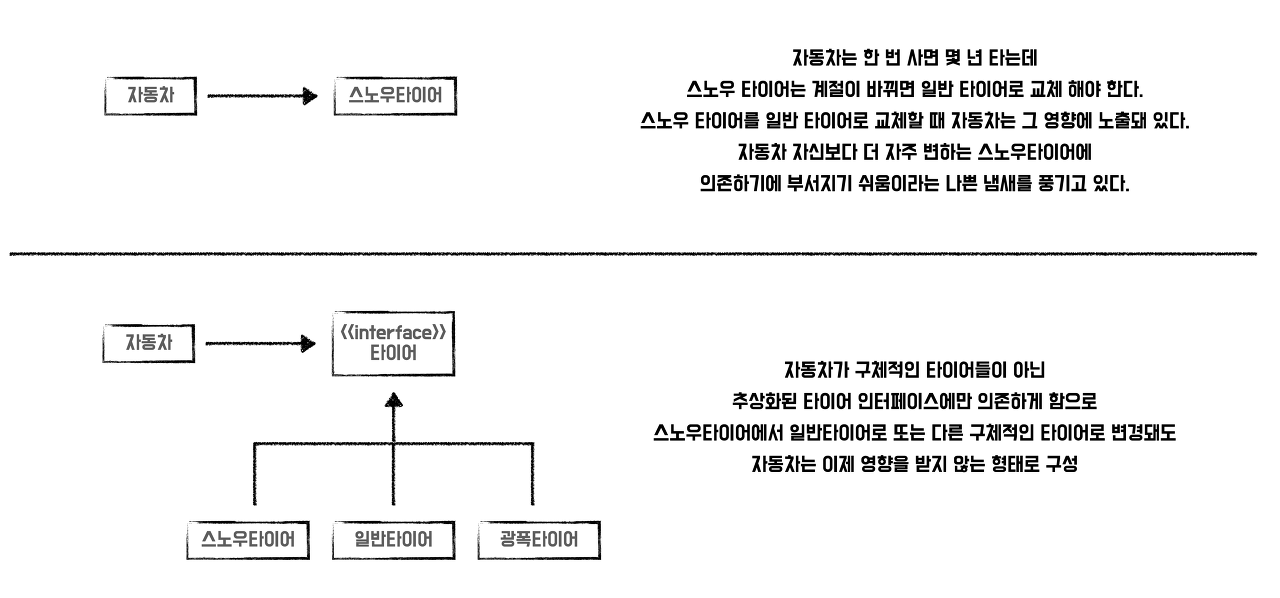 자동차
스노우타이어
자동차는 한 번 사면 몇 년 타는데
스노우 타이어는 계절이 바뀌면 일반 타이어로 교체 해야 한다.
스노우 타이어를 일반 타이어로 교체할 때 자동차는 그 영향에 노출돼 있다.
자동차 자신보다 더 자주 변하는 스노우타이어에
의존하기에 부서지기 쉬움이라는 나쁜 냄새를 풍기고 있다.
자동차
<<interface>>
타이어
스노우타이어
일반타이어
광폭타이어
자동차가 구체적인 타이어들이 아닌
추상화된 타이어 인터페이스에만 의존하게 함으로
스노우타이어에서 일반타이어로 또는 다른 구체적인 타이어로 변경돼도
자동차는 이제 영향을 받지 않는 형태로 구성